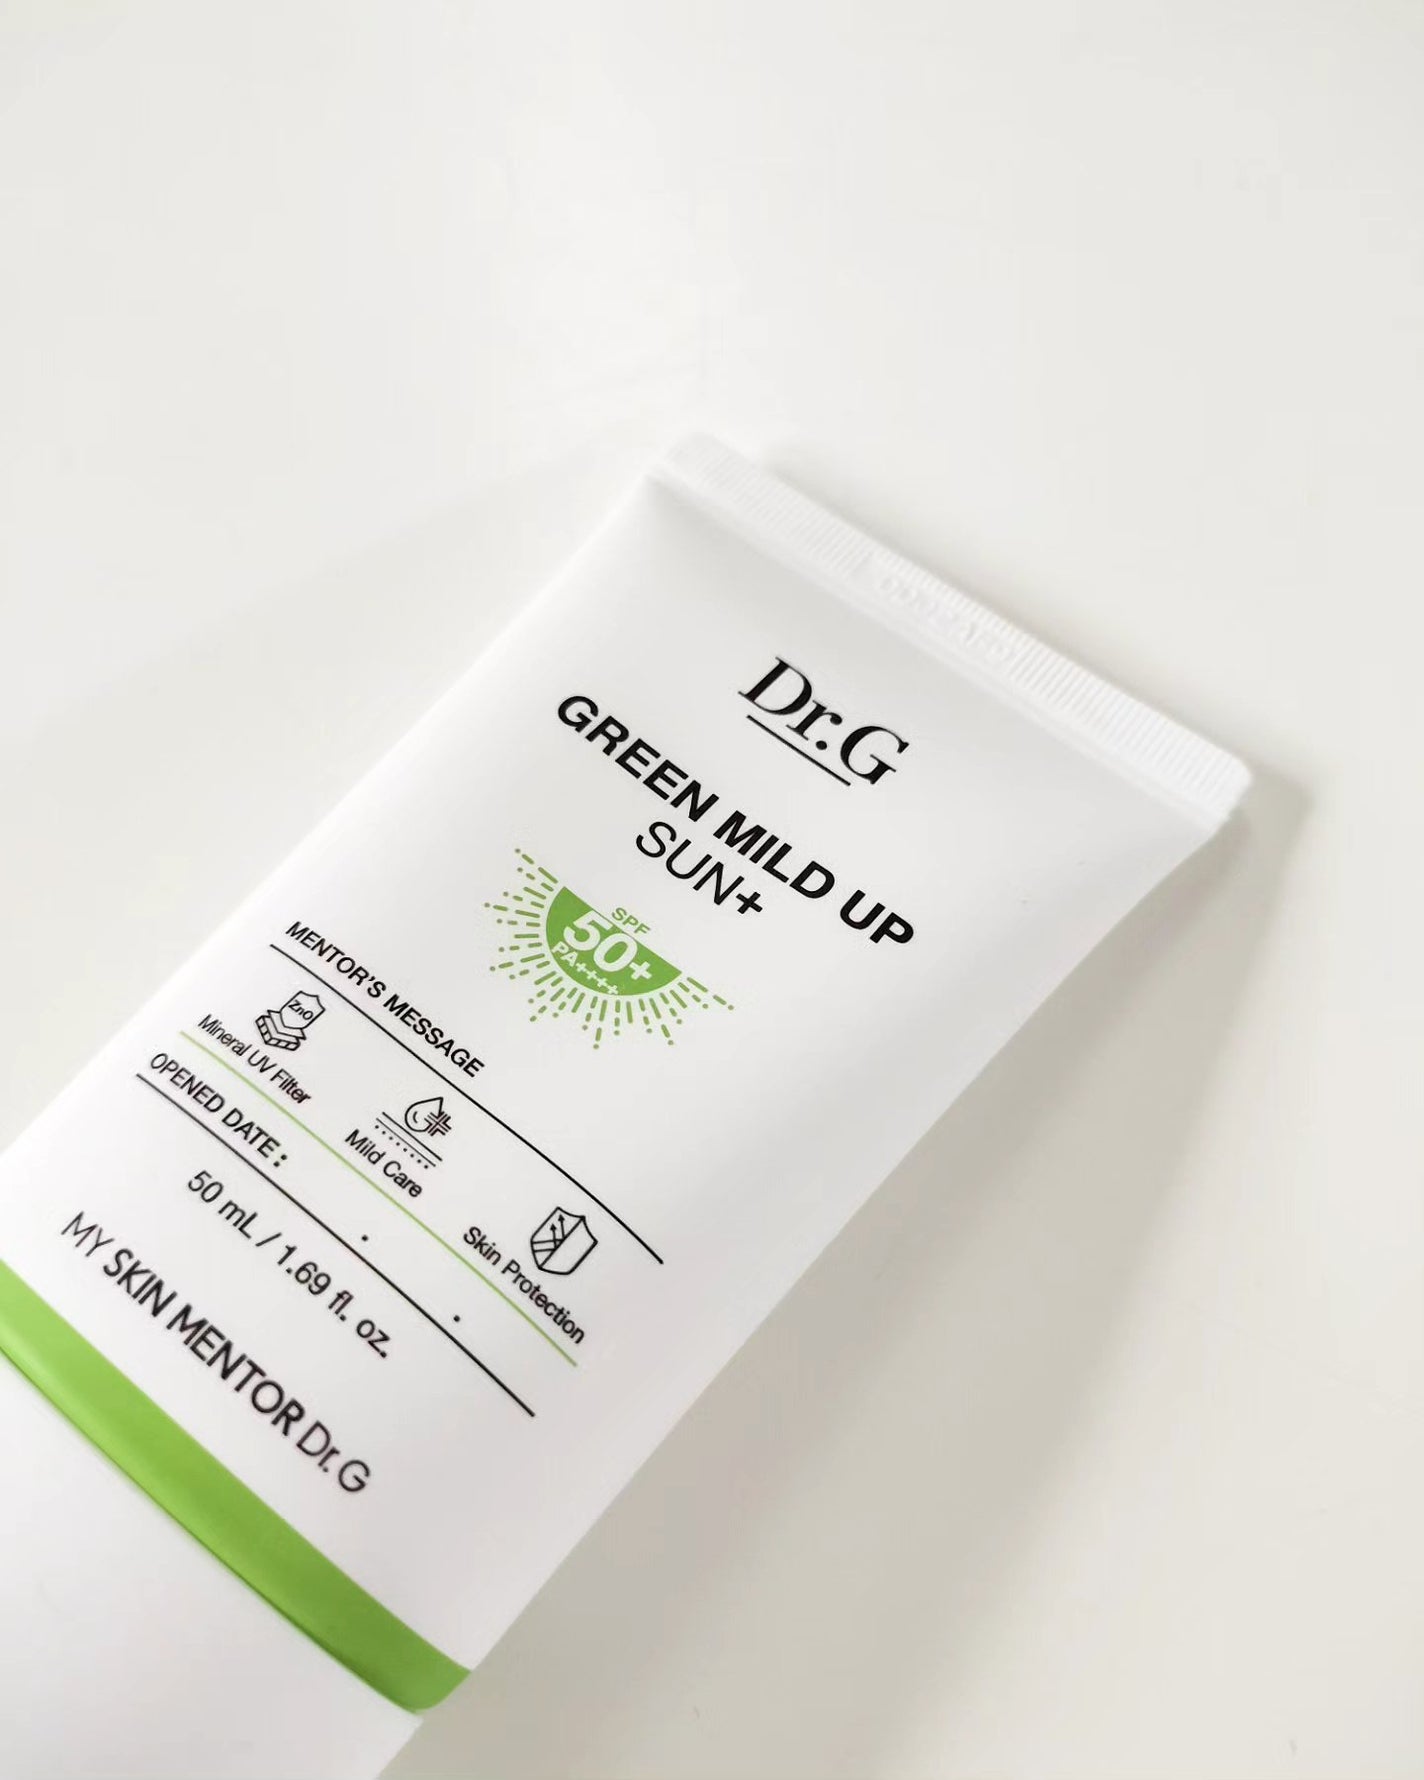 Dr.G
GREEN MILD UP
SUN+
SPF
50+
PA++++
MENTOR'S MESSAGE
ZnO
Mineral UV Filter
Mild Care
Skin Protection
OPENED DATE : . .
50 mL / 1.69 fl. oz.
MY SKIN MENTOR Dr.G